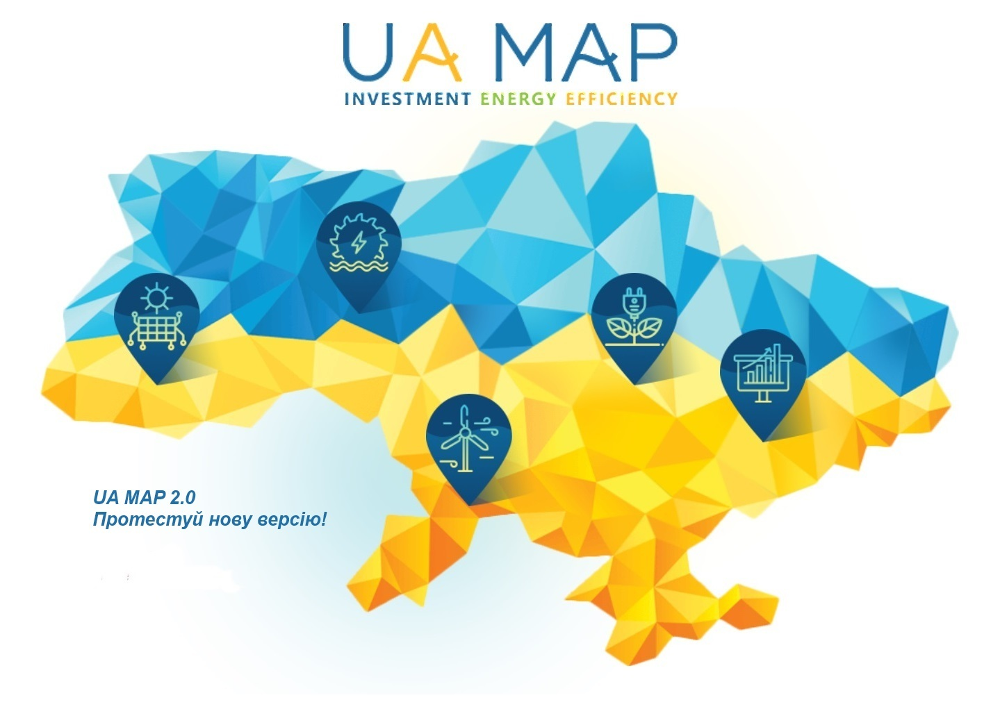 UA MAP
INVESTMENT ENERGY EFFICIENCY
UA MAP 2.0
Протестуй нову версію!